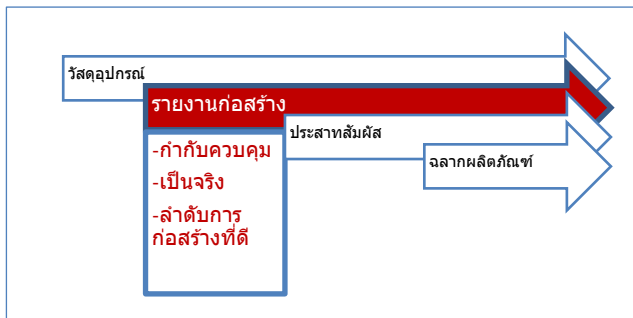 วัสดุอุปกรณ์
รายงานก่อสร้าง
ประสาทสัมผัส
-กำกับควบคุม
ฉลากผลิตภัณฑ์
-เป็นจริง
-ลำดับการ
ก่อสร้างที่ดี